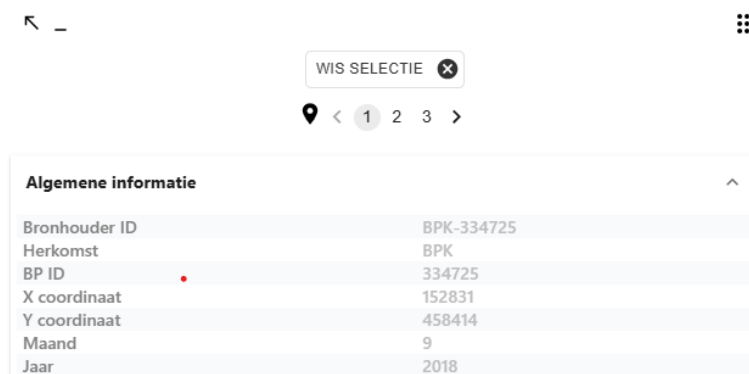 WIS SELECTIE
1 2 3
Algemene informatie
Bronhouder ID BPK-334725
Herkomst BPK
BP ID 334725
X coordinaat 152831
Y coordinaat 458414
Maand 9
Jaar 2018